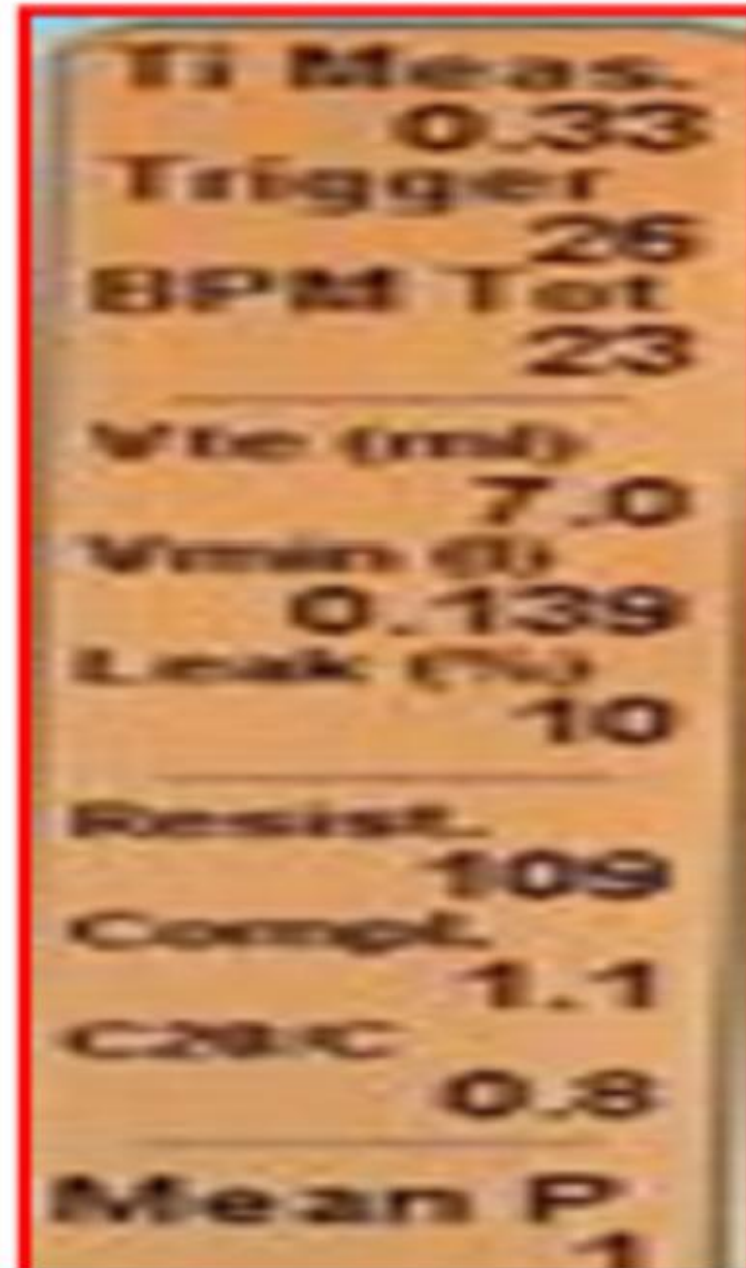 Ti Meas.
0.33
Trigger
26
BPM Tot
23
Vte (ml)
7.0
Vmin (l)
0.139
Leak (%)
10
Resist.
109
Compl.
1.1
C20/C
0.8
Mean P